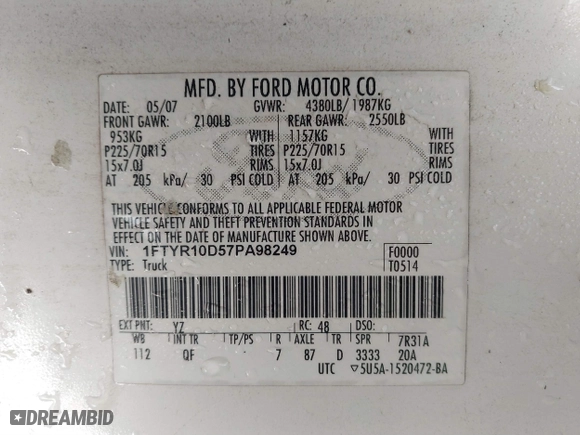 MFD. BY FORD MOTOR CO.
DATE: 05/07 GVWR: 4380LB/ 1987KG
FRONT GAWR: 2100LB REAR GAWR: 2550LB
953KG WITH 1157KG WITH
P225/70R15 TIRES P225/70R15 TIRES
15x7.0J RIMS 15x7.0J RIMS
AT 205 kPa/ 30 PSI COLD AT 205 kPa/ 30 PSI COLD
THIS VEHICLE CONFORMS TO ALL APPLICABLE FEDERAL MOTOR
VEHICLE SAFETY AND THEFT PREVENTION STANDARDS IN
EFFECT ON THE DATE OF MANUFACTURE SHOWN ABOVE.
VIN: 1FTYR10D57PA98249 F0000
TYPE: Truck T0514
EXT PNT: YZ RC: 48 DSO:
WB INT TR TP/PS R AXLE TR SPR 7R31A
112 QF 7 87 D 3333 20A
UTC ▽5U5A-1520472-BA
DREAMBID